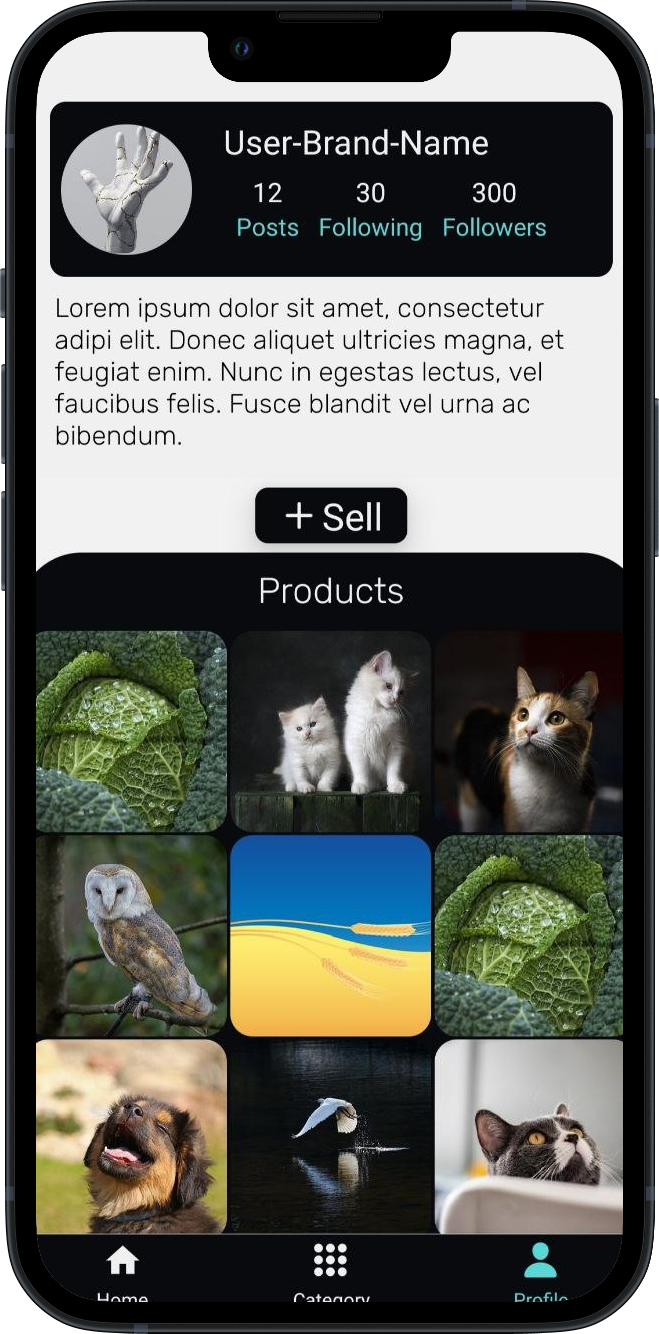 User-Brand-Name
12 30 300
Posts Following Followers
Lorem ipsum dolor sit amet, consectetur
adipi elit. Donec aliquet ultricies magna, et
feugiat enim. Nunc in egestas lectus, vel
faucibus felis. Fusce blandit vel urna ac
bibendum.
+ Sell
Products
Home Category Profile